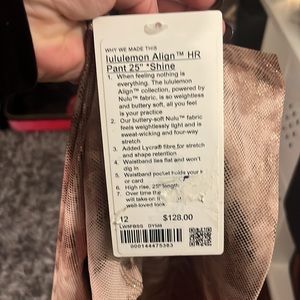 WHY WE MADE THIS
lululemon Align™ HR
Pant 25" *Shine
1. When feeling nothing is
everything. The lululemon
Align™ collection, powered
by Nulu™ fabric, is so weightless
and buttery soft, all you feel
is your practice
2. Our buttery-soft Nulu™ fabric
feels weightlessly light and is
sweat-wicking and four-way
stretch
3. Added Lycra® fibre for stretch
and shape retention
4. Waistband lies flat and won't
dig in
5. Waistband pocket holds your
or card
6. High rise, 25" length
7. Over time the
will take on
well-loved look
12 $128.00
LW5FBSS DYMI